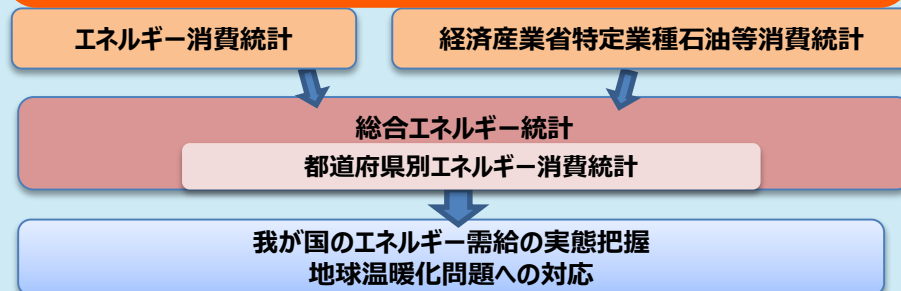 エネルギー消費統計
経済産業省特定業種石油等消費統計
総合エネルギー統計
都道府県別エネルギー消費統計
我が国のエネルギー需給の実態把握
地球温暖化問題への対応